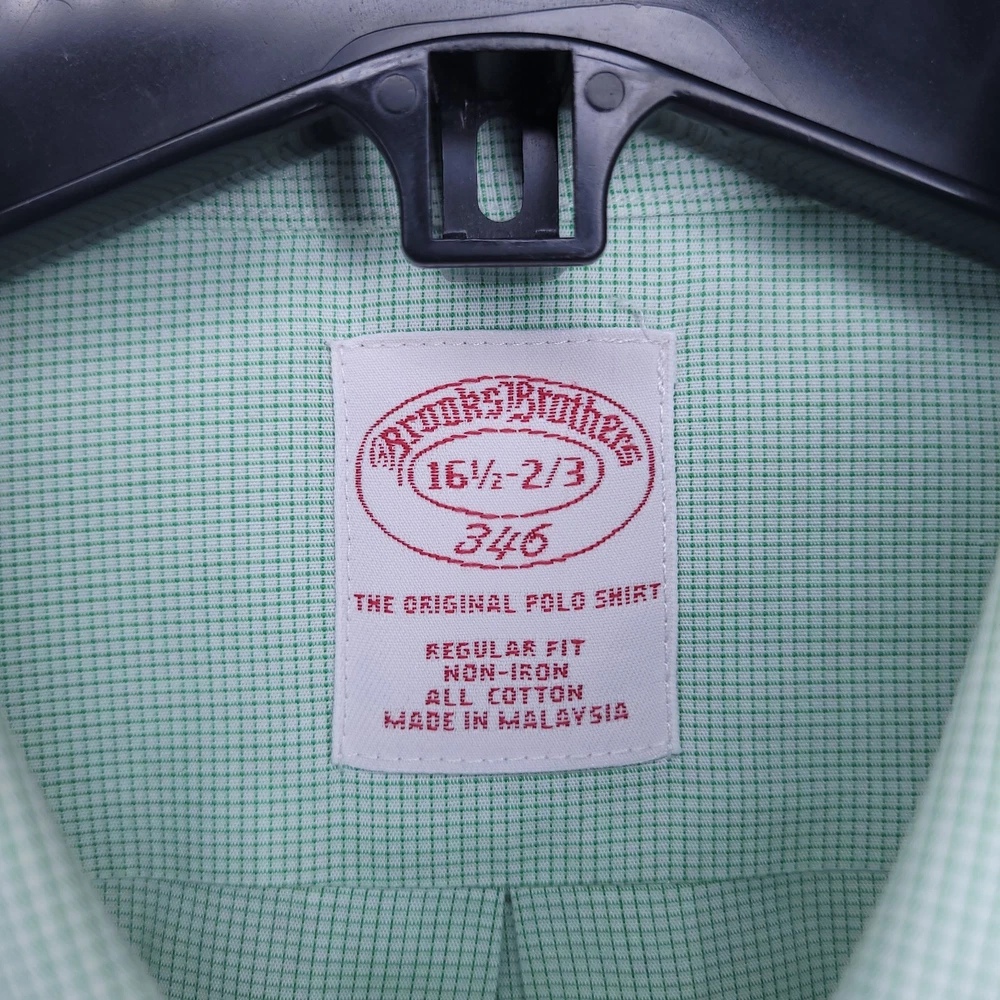 Brooks Brothers
16½-2/3
346
THE ORIGINAL POLO SHIRT
REGULAR FIT
NON-IRON
ALL COTTON
MADE IN MALAYSIA